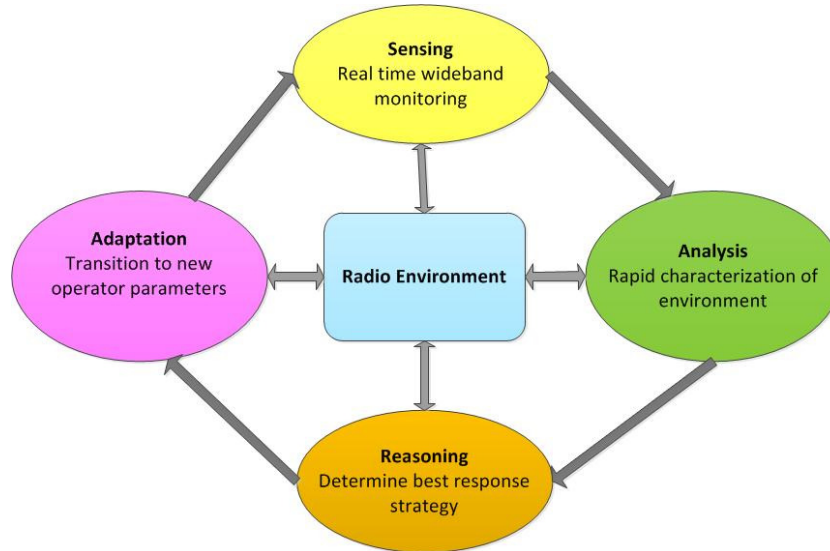 Sensing
Real time wideband
monitoring
Adaptation
Transition to new
operator parameters
Radio Environment
Analysis
Rapid characterization of
environment
Reasoning
Determine best response
strategy